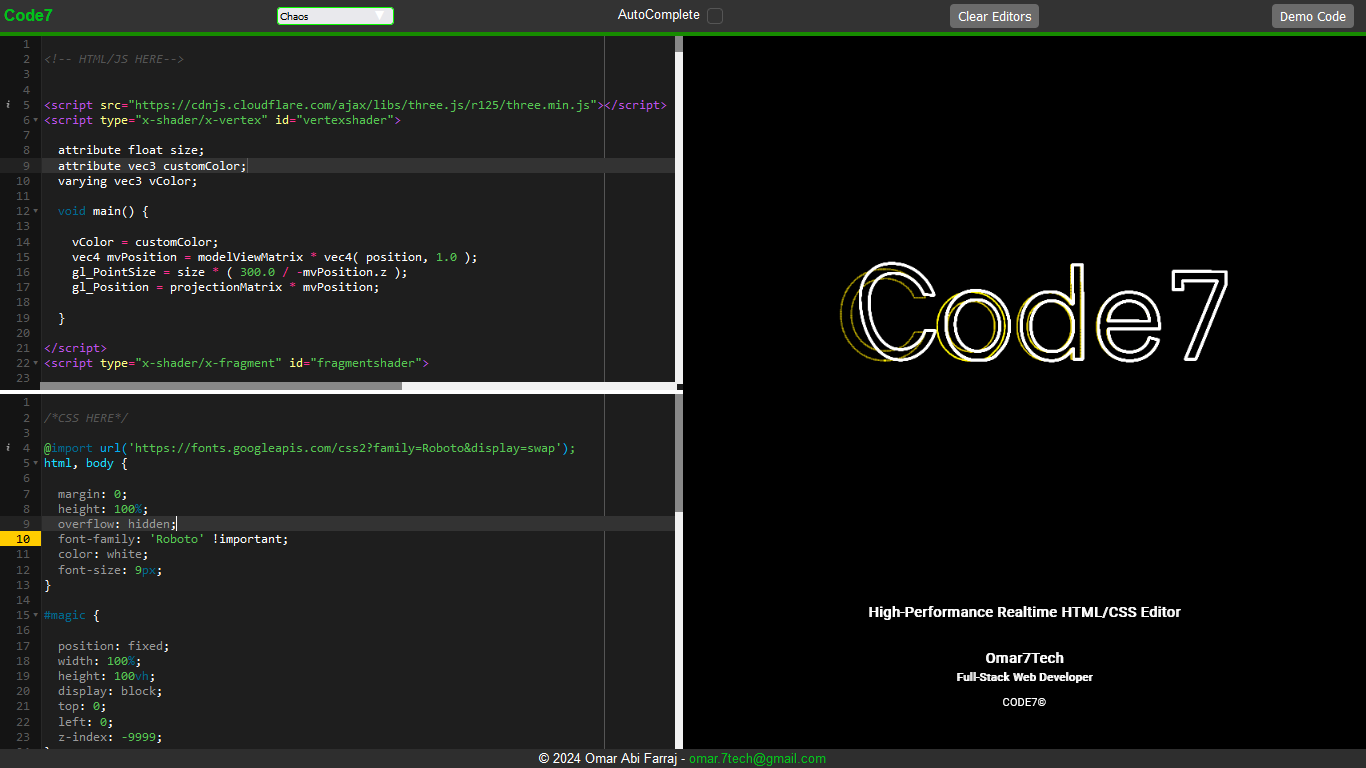 Code7
Chaos
AutoComplete
Clear Editors
Demo Code
1
2 <!-- HTML/JS HERE-->
3
4
5 <script src="https://cdnjs.cloudflare.com/ajax/libs/three.js/r125/three.min.js"></script>
6 <script type="x-shader/x-vertex" id="vertexshader">
7
8 attribute float size;
9 attribute vec3 customColor;
10 varying vec3 vColor;
11
12 void main() {
13
14 vColor = customColor;
15 vec4 mvPosition = modelViewMatrix * vec4( position, 1.0 );
16 gl_PointSize = size * ( 300.0 / -mvPosition.z );
17 gl_Position = projectionMatrix * mvPosition;
18
19 }
20
21 </script>
22 <script type="x-shader/x-fragment" id="fragmentshader">
23
1
2 /*CSS HERE*/
3
4 @import url('https://fonts.googleapis.com/css2?family=Roboto&display=swap');
5 html, body {
6
7 margin: 0;
8 height: 100%;
9 overflow: hidden;
10 font-family: 'Roboto' !important;
11 color: white;
12 font-size: 9px;
13 }
14
15 #magic {
16
17 position: fixed;
18 width: 100%;
19 height: 100vh;
20 display: block;
21 top: 0;
22 left: 0;
23 z-index: -9999;
Code7
High-Performance Realtime HTML/CSS Editor
Omar7Tech
Full-Stack Web Developer
CODE7©
© 2024 Omar Abi Farraj - omar.7tech@gmail.com